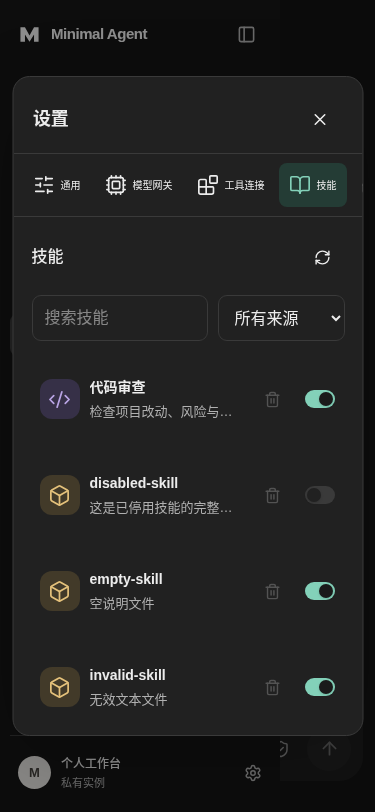 Minimal Agent
设置
通用
模型网关
工具连接
技能
技能
搜索技能
所有来源
代码审查
检查项目改动、风险与…
disabled-skill
这是已停用技能的完整…
empty-skill
空说明文件
invalid-skill
无效文本文件
M
个人工作台
私有实例